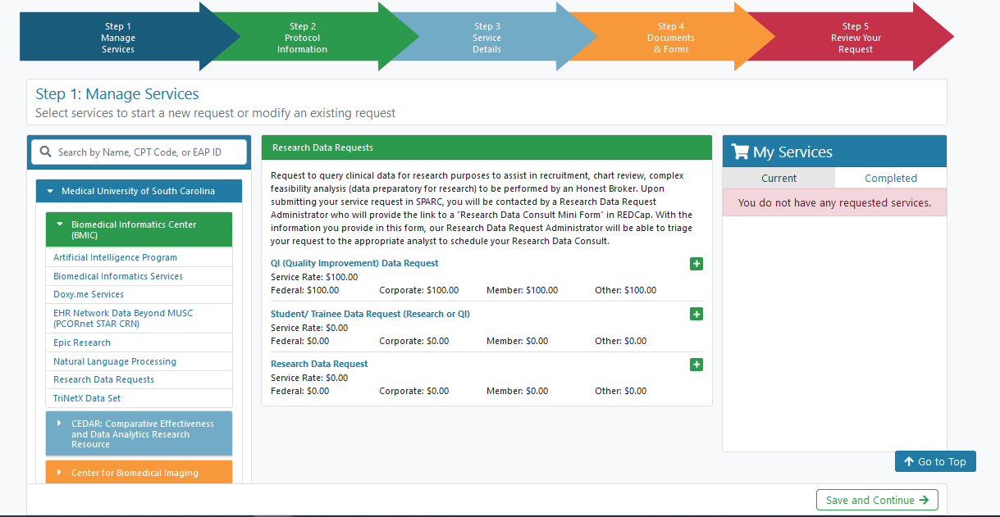 Step 1
Manage
Services
Step 2
Protocol
Information
Step 3
Service
Details
Step 4
Documents
& Forms
Step 5
Review Your
Request
Step 1: Manage Services
Select services to start a new request or modify an existing request
Search by Name, CPT Code, or EAP ID
Medical University of South Carolina
Biomedical Informatics Center
(BMIC)
Artificial Intelligence Program
Biomedical Informatics Services
Doxy.me Services
EHR Network Data Beyond MUSC
(PCORnet STAR CRN)
Epic Research
Natural Language Processing
Research Data Requests
TriNetX Data Set
CEDAR: Comparative Effectiveness
and Data Analytics Research
Resource
Center for Biomedical Imaging
Research Data Requests
Request to query clinical data for research purposes to assist in recruitment, chart review, complex
feasibility analysis (data preparatory for research) to be performed by an Honest Broker. Upon
submitting your service request in SPARC, you will be contacted by a Research Data Request
Administrator who will provide the link to a "Research Data Consult Mini Form" in REDCap. With the
information you provide in this form, our Research Data Request Administrator will be able to triage
your request to the appropriate analyst to schedule your Research Data Consult.
QI (Quality Improvement) Data Request
Service Rate: $100.00
Federal: $100.00 Corporate: $100.00 Member: $100.00 Other: $100.00
Student/ Trainee Data Request (Research or QI)
Service Rate: $0.00
Federal: $0.00 Corporate: $0.00 Member: $0.00 Other: $0.00
Research Data Request
Service Rate: $0.00
Federal: $0.00 Corporate: $0.00 Member: $0.00 Other: $0.00
My Services
Current Completed
You do not have any requested services.
Go to Top
Save and Continue